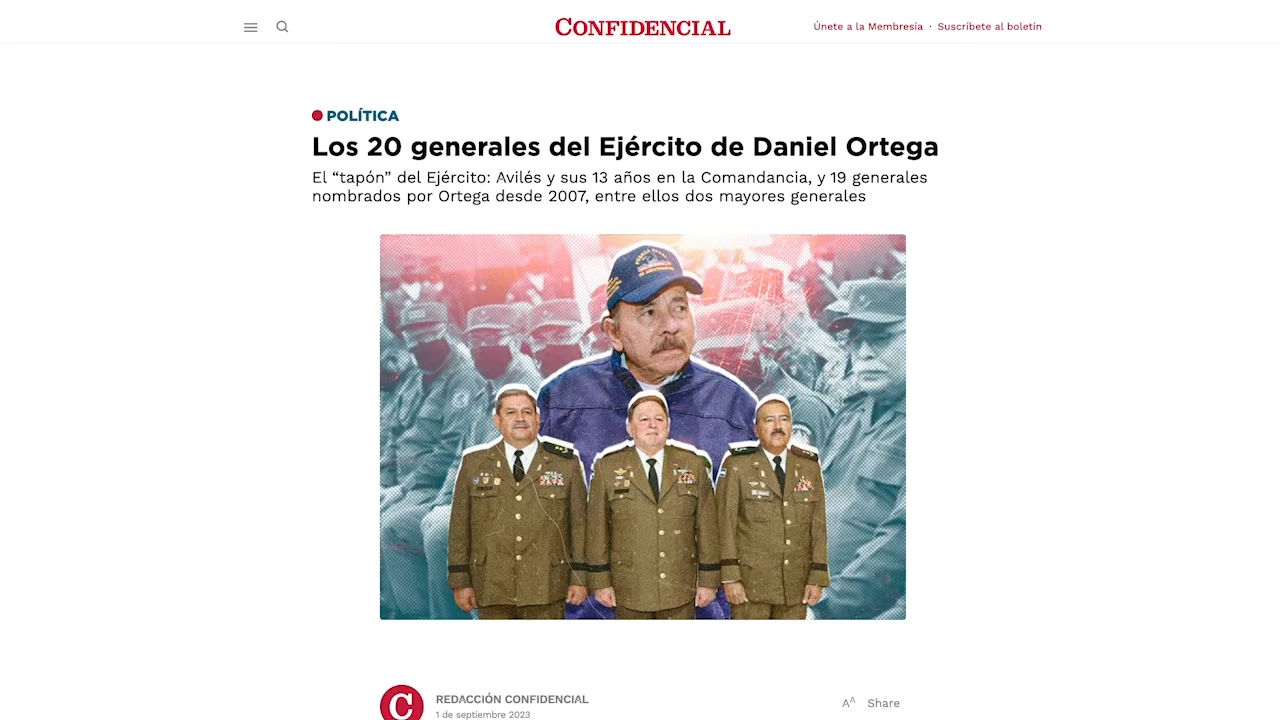 CONFIDENCIAL
Únete a la Membresía · Suscríbete al boletín
POLÍTICA
Los 20 generales del Ejército de Daniel Ortega
El “tapón” del Ejército: Avilés y sus 13 años en la Comandancia, y 19 generales
nombrados por Ortega desde 2007, entre ellos dos mayores generales
C
REDACCIÓN CONFIDENCIAL
1 de septiembre 2023
AA Share